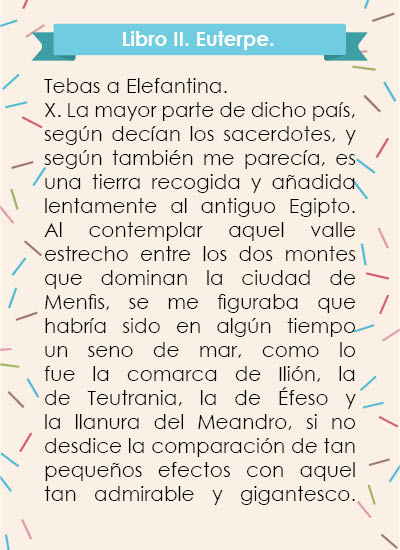 Libro II. Euterpe.
Tebas a Elefantina.
X. La mayor parte de dicho país,
según decían los sacerdotes, y
según también me parecía, es
una tierra recogida y añadida
lentamente al antiguo Egipto.
Al contemplar aquel valle
estrecho entre los dos montes
que dominan la ciudad de
Menfis, se me figuraba que
habría sido en algún tiempo
un seno de mar, como lo
fue la comarca de Ilión, la
de Teutrania, la de Éfeso y
la llanura del Meandro, si no
desdice la comparación de tan
pequeños efectos con aquel
tan admirable y gigantesco.